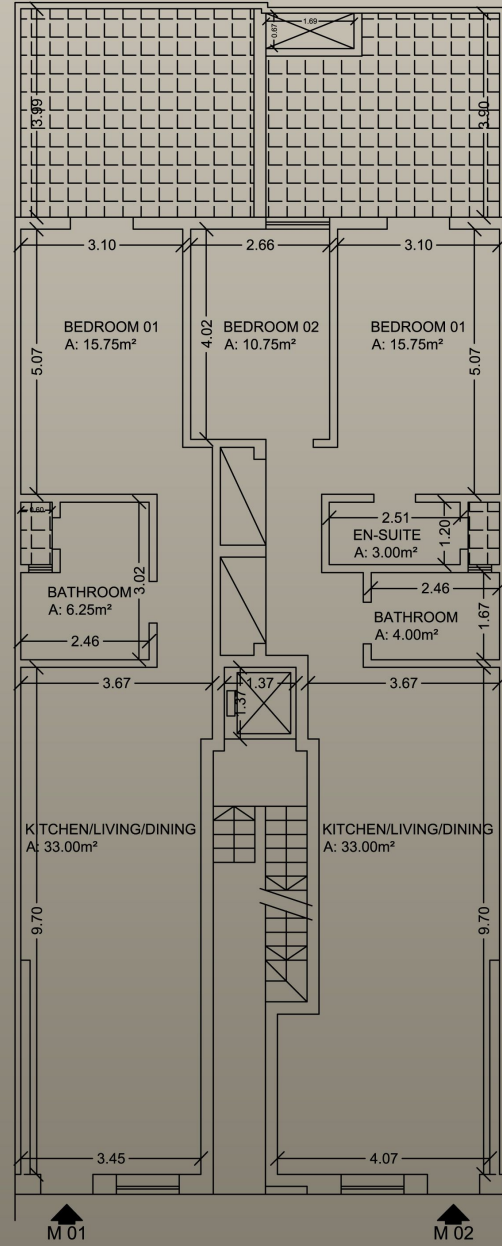 1.69
0.67
3.99
3.90
3.10
2.66
3.10
BEDROOM 01
A: 15.75m²
BEDROOM 02
A: 10.75m²
BEDROOM 01
A: 15.75m²
5.07
4.02
5.07
0.60
2.51
EN-SUITE
A: 3.00m²
1.20
BATHROOM
A: 6.25m²
3.02
2.46
2.46
BATHROOM
A: 4.00m²
1.67
3.67
1.37
1.37
3.67
KITCHEN/LIVING/DINING
A: 33.00m²
KITCHEN/LIVING/DINING
A: 33.00m²
9.70
9.70
3.45
4.07
M 01
M 02